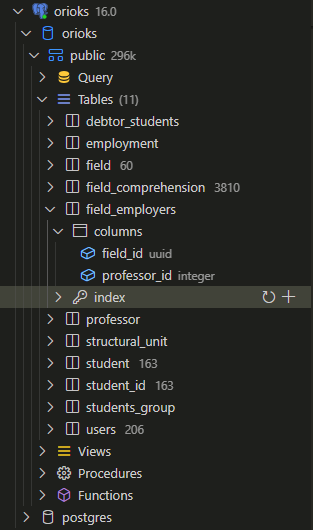 orioks 16.0
orioks
public 296k
Query
Tables (11)
debtor_students
employment
field 60
field_comprehension 3810
field_employers
columns
field_id uuid
professor_id integer
index
professor
structural_unit
student 163
student_id 163
students_group
users 206
Views
Procedures
Functions
postgres